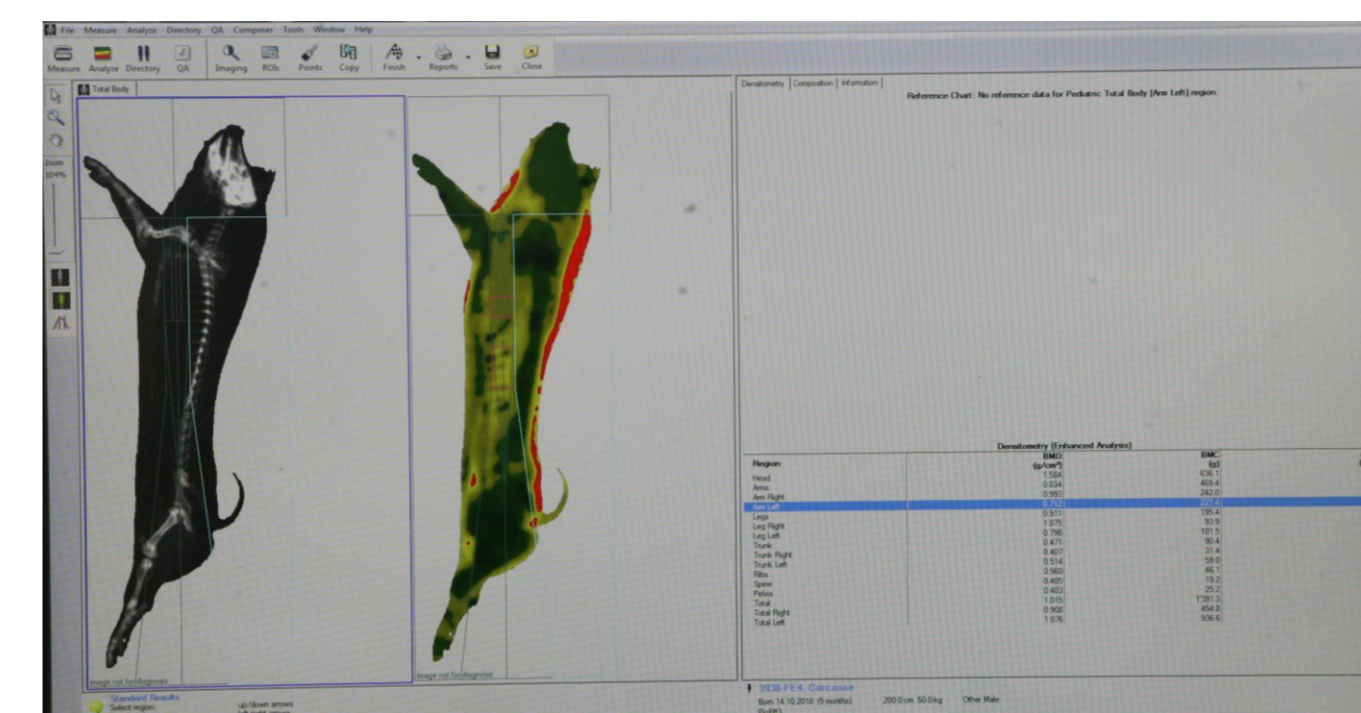 File Measure Analyze Directory QA Composer Tools Window Help
Measure Analyze Directory QA Imaging ROIs Points Copy Finish Reports Save Close
Total Body
Densitometry Composition Information
Reference Chart: No reference data for Pediatric Total Body [Arm Left] region.
Zoom
104%
Densitometry (Enhanced Analysis)
Region BMD (g/cm²) BMC (g)
Head 1.584 636.1
Arms 0.834 469.4
Arm Right 0.993 242.0
Arm Left 0.712 227.4
Legs 0.911 195.4
Leg Right 1.075 93.9
Leg Left 0.798 101.5
Trunk 0.471 90.4
Trunk Right 0.407 31.4
Trunk Left 0.514 59.0
Ribs 0.560 46.1
Spine 0.405 19.2
Pelvis 0.403 25.2
Total 1.015 1'391.3
Total Right 0.908 454.8
Total Left 1.076 936.6
Image not for diagnosis
Image not for diagnosis
Standard Results
Select region: up/down arrows
3938-FE4, Carcasse
Born 14.10.2018 (5 months) 200.0 cm 50.0 kg Other Male